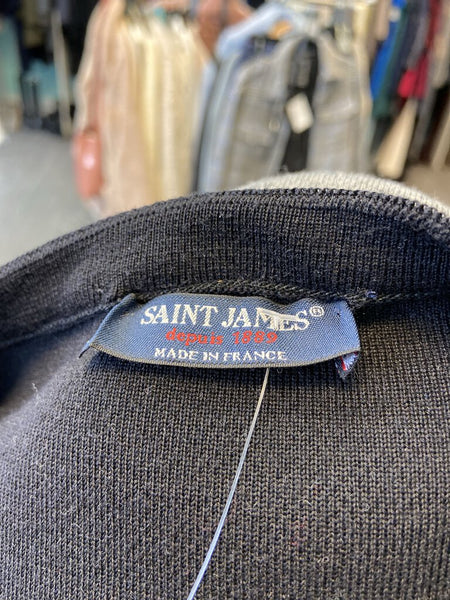 SAINT JAMES®
depuis 1889
MADE IN FRANCE